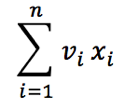 n
∑ vᵢ xᵢ
i=1